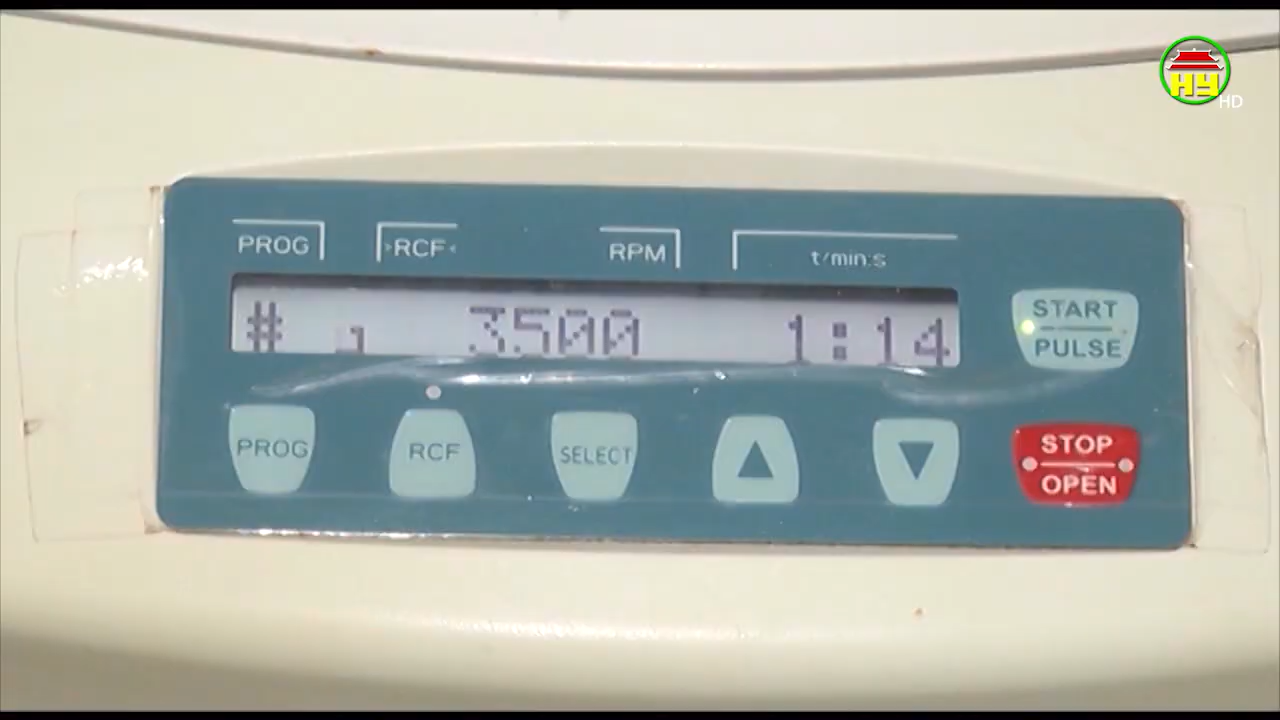 HY
HD
PROG >RCF< RPM t/min:s
# 3500 1:14
START
PULSE
PROG RCF SELECT
STOP
OPEN